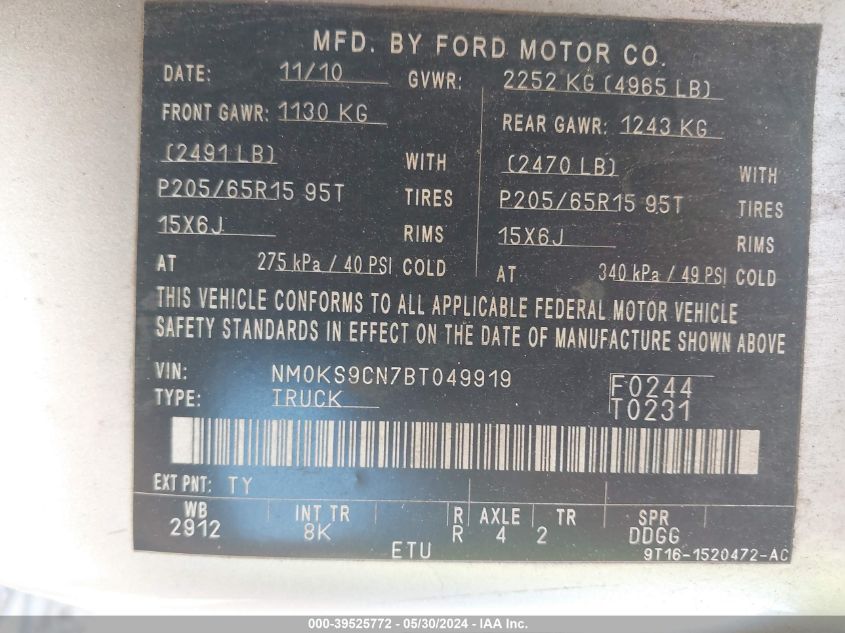 MFD. BY FORD MOTOR CO.
DATE: 11/10 GVWR: 2252 KG (4965 LB)
FRONT GAWR: 1130 KG REAR GAWR: 1243 KG
(2491 LB) WITH (2470 LB) WITH
P205/65R15 95T TIRES P205/65R15 95T TIRES
15X6J RIMS 15X6J RIMS
AT 275 kPa / 40 PSI COLD AT 340 kPa / 49 PSI COLD
THIS VEHICLE CONFORMS TO ALL APPLICABLE FEDERAL MOTOR VEHICLE
SAFETY STANDARDS IN EFFECT ON THE DATE OF MANUFACTURE SHOWN ABOVE
VIN: NM0KS9CN7BT049919 F0244
TYPE: TRUCK T0231
EXT PNT: TY
WB INT TR R AXLE TR SPR
2912 8K R 4 2 DDGG
ETU 9T16-1520472-AC
000-39525772 - 05/30/2024 - IAA Inc.